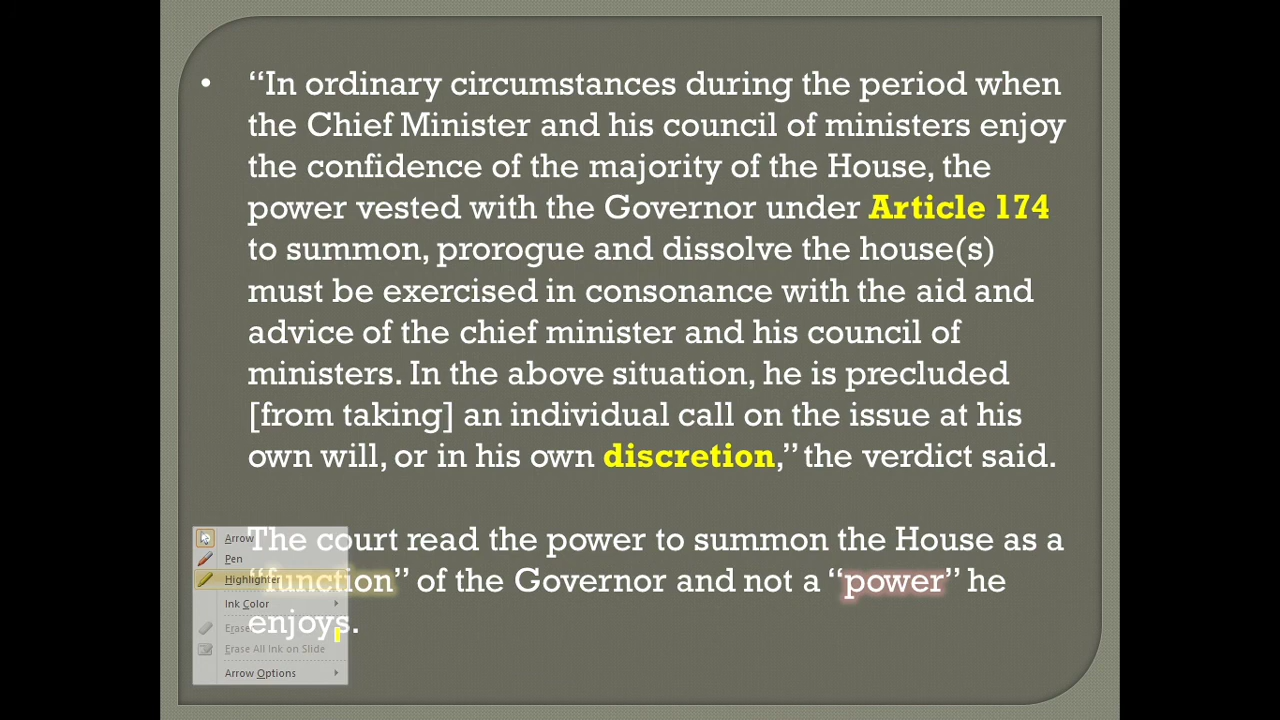 • “In ordinary circumstances during the period when
the Chief Minister and his council of ministers enjoy
the confidence of the majority of the House, the
power vested with the Governor under Article 174
to summon, prorogue and dissolve the house(s)
must be exercised in consonance with the aid and
advice of the chief minister and his council of
ministers. In the above situation, he is precluded
[from taking] an individual call on the issue at his
own will, or in his own discretion,” the verdict said.
The court read the power to summon the House as a
“function” of the Governor and not a “power” he
enjoys.
Arrow
Pen
Highlighter
Ink Color
Eraser
Erase All Ink on Slide
Arrow Options